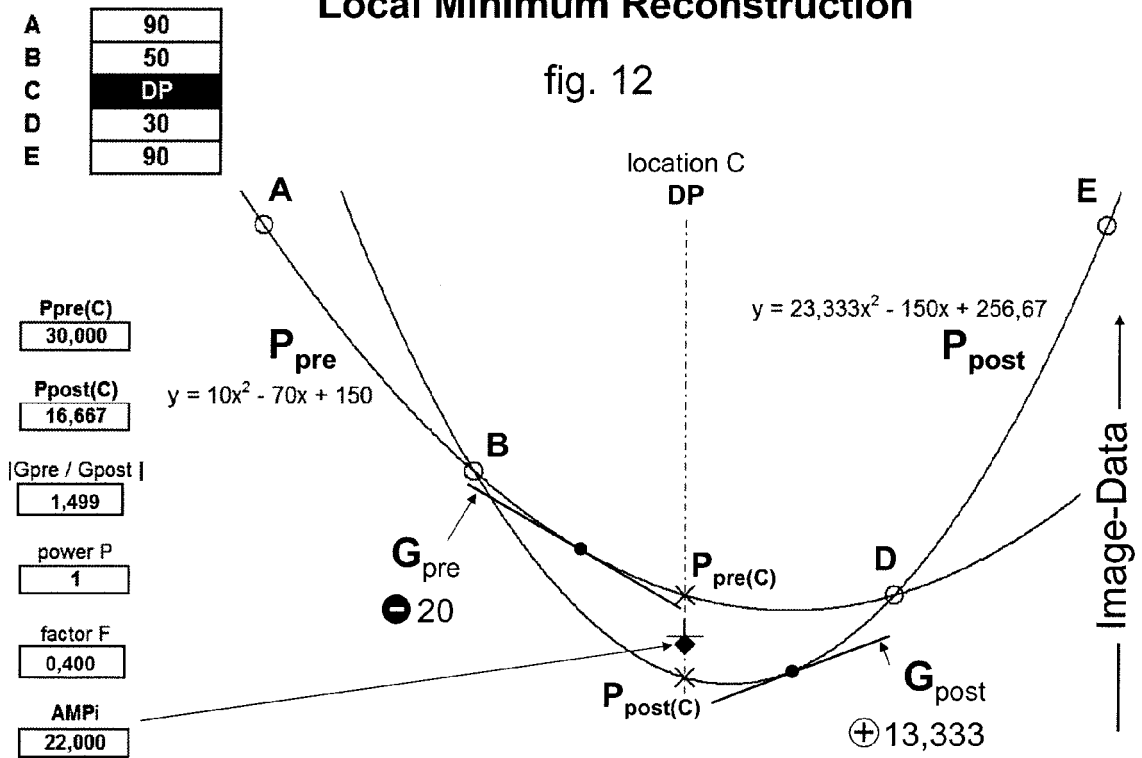 Local Minimum Reconstruction
fig. 12
A 90
B 50
C DP
D 30
E 90
location C
DP
A
E
Ppre(C)
30,000
y = 23,333x² - 150x + 256,67
Ppre
Ppost
Ppost(C)
16,667
y = 10x² - 70x + 150
B
|Gpre / Gpost |
1,499
Gpre
− 20
D
Ppre(C)
power P
1
factor F
0,400
Ppost(C)
Gpost
+ 13,333
AMPi
22,000
Image-Data